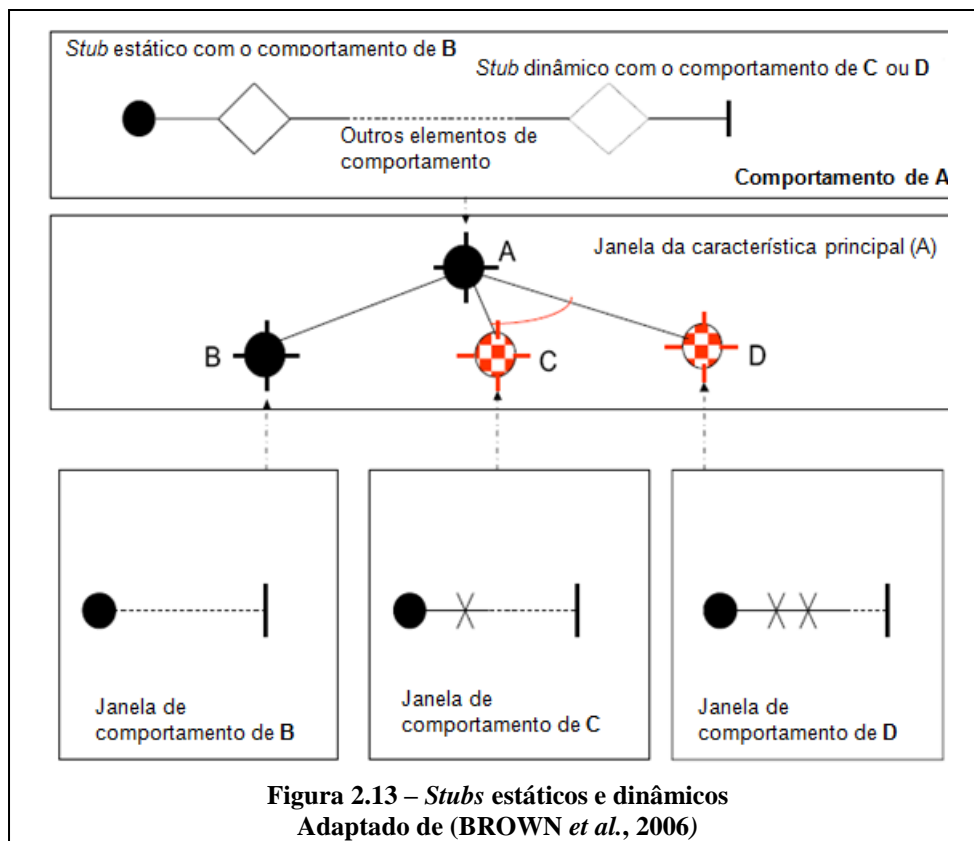 Stub estático com o comportamento de B
Stub dinâmico com o comportamento de C ou D
Outros elementos de
comportamento
Comportamento de A
Janela da característica principal (A)
A
B
C
D
Janela de
comportamento de B
Janela de
comportamento de C
Janela de
comportamento de D
Figura 2.13 – Stubs estáticos e dinâmicos
Adaptado de (BROWN et al., 2006)